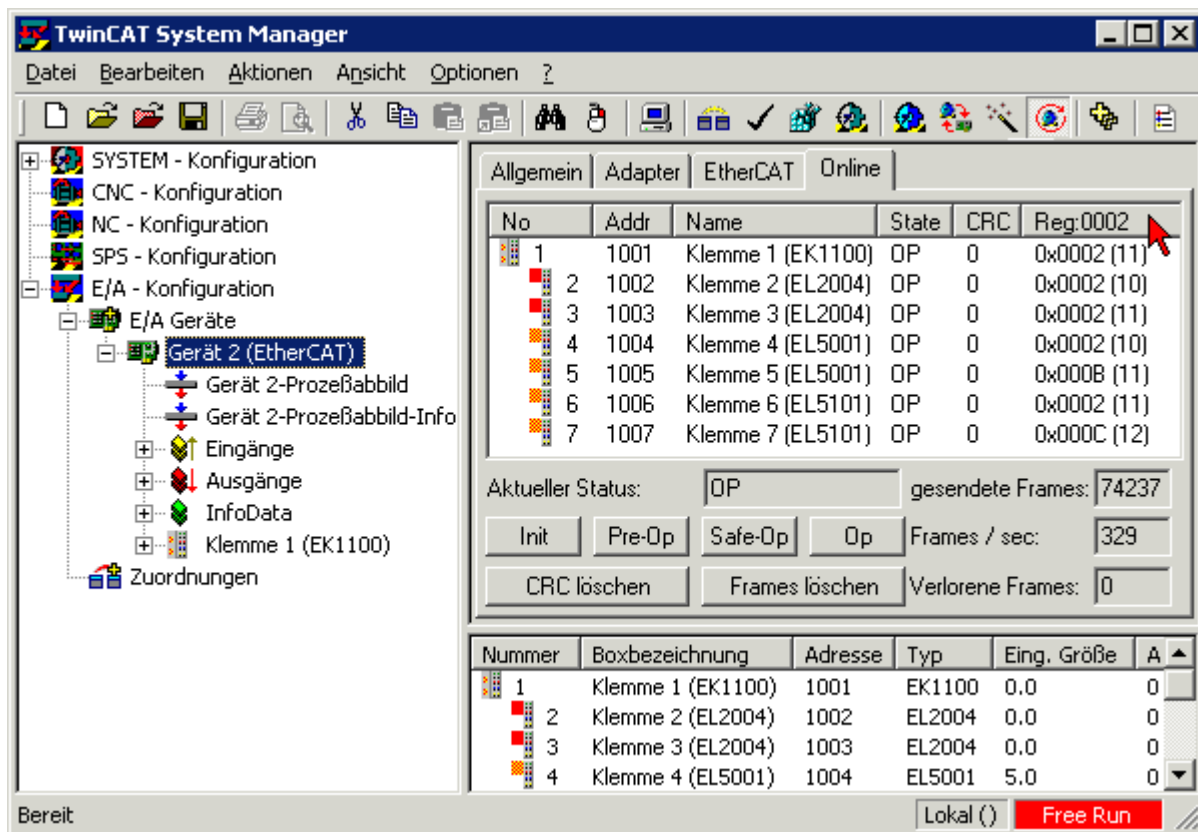 TwinCAT System Manager
Datei Bearbeiten Aktionen Ansicht Optionen ?
SYSTEM - Konfiguration
CNC - Konfiguration
NC - Konfiguration
SPS - Konfiguration
E/A - Konfiguration
E/A Geräte
Gerät 2 (EtherCAT)
Gerät 2-Prozeßabbild
Gerät 2-Prozeßabbild-Info
Eingänge
Ausgänge
InfoData
Klemme 1 (EK1100)
Zuordnungen
Allgemein Adapter EtherCAT Online
No Addr Name State CRC Reg:0002
1 1001 Klemme 1 (EK1100) OP 0 0x0002 (11)
2 1002 Klemme 2 (EL2004) OP 0 0x0002 (10)
3 1003 Klemme 3 (EL2004) OP 0 0x0002 (11)
4 1004 Klemme 4 (EL5001) OP 0 0x0002 (10)
5 1005 Klemme 5 (EL5001) OP 0 0x000B (11)
6 1006 Klemme 6 (EL5101) OP 0 0x0002 (11)
7 1007 Klemme 7 (EL5101) OP 0 0x000C (12)
Aktueller Status: OP gesendete Frames: 74237
Init Pre-Op Safe-Op Op Frames / sec: 329
CRC löschen Frames löschen Verlorene Frames: 0
Nummer Boxbezeichnung Adresse Typ Eing. Größe A
1 Klemme 1 (EK1100) 1001 EK1100 0.0 0
2 Klemme 2 (EL2004) 1002 EL2004 0.0 0
3 Klemme 3 (EL2004) 1003 EL2004 0.0 0
4 Klemme 4 (EL5001) 1004 EL5001 5.0 0
Bereit Lokal () Free Run